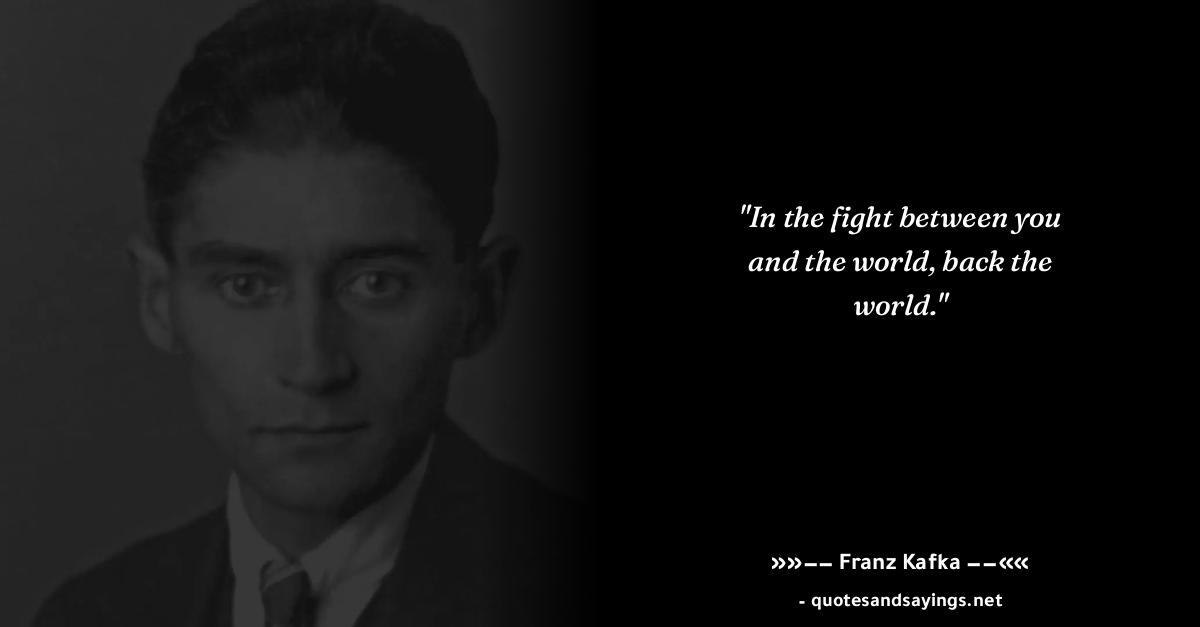 "In the fight between you
and the world, back the
world."
»»−− Franz Kafka −−««
- quotesandsayings.net